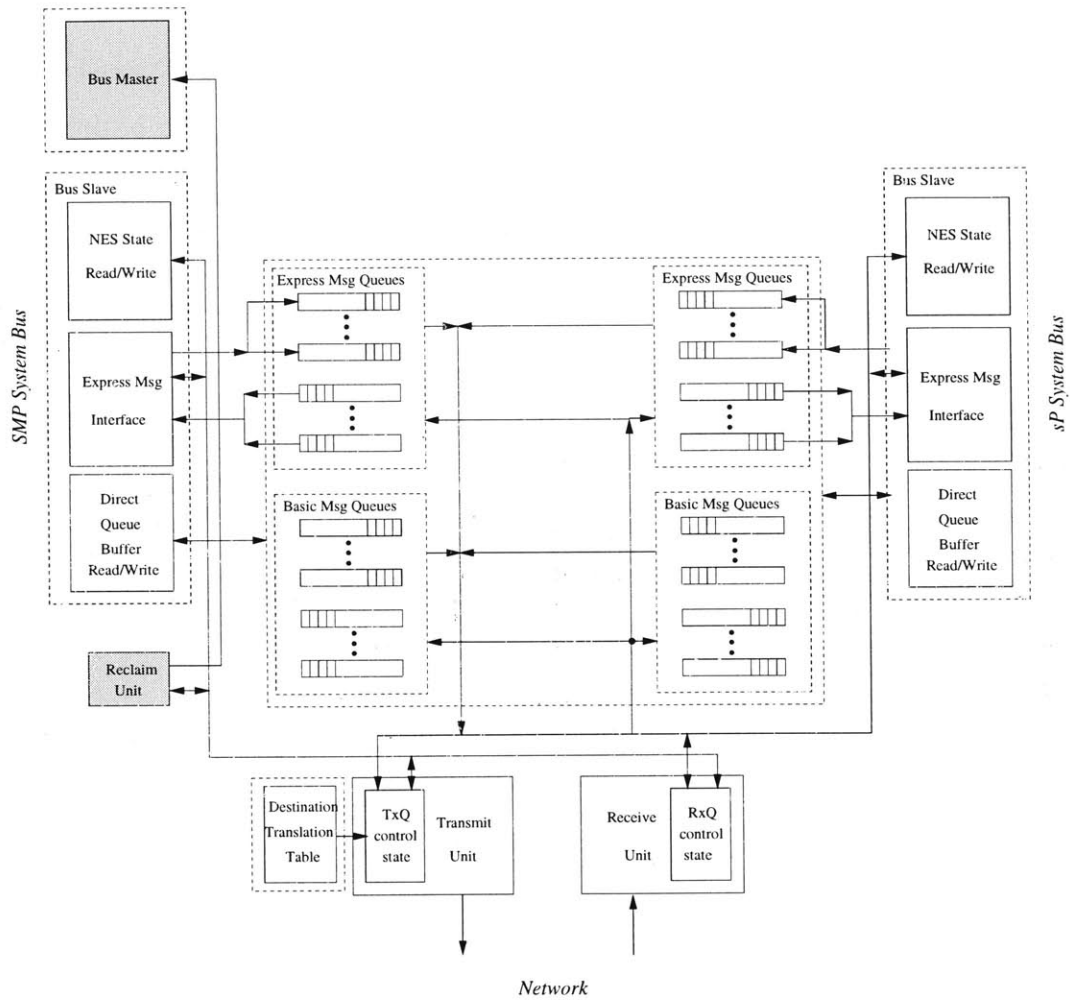 Bus Master
Bus Slave
NES State
Read/Write
Express Msg
Interface
Direct
Queue
Buffer
Read/Write
SMP System Bus
Reclaim
Unit
Express Msg Queues
Basic Msg Queues
Express Msg Queues
Basic Msg Queues
Bus Slave
NES State
Read/Write
Express Msg
Interface
Direct
Queue
Buffer
Read/Write
sP System Bus
Destination
Translation
Table
TxQ
control
state
Transmit
Unit
Receive
Unit
RxQ
control
state
Network